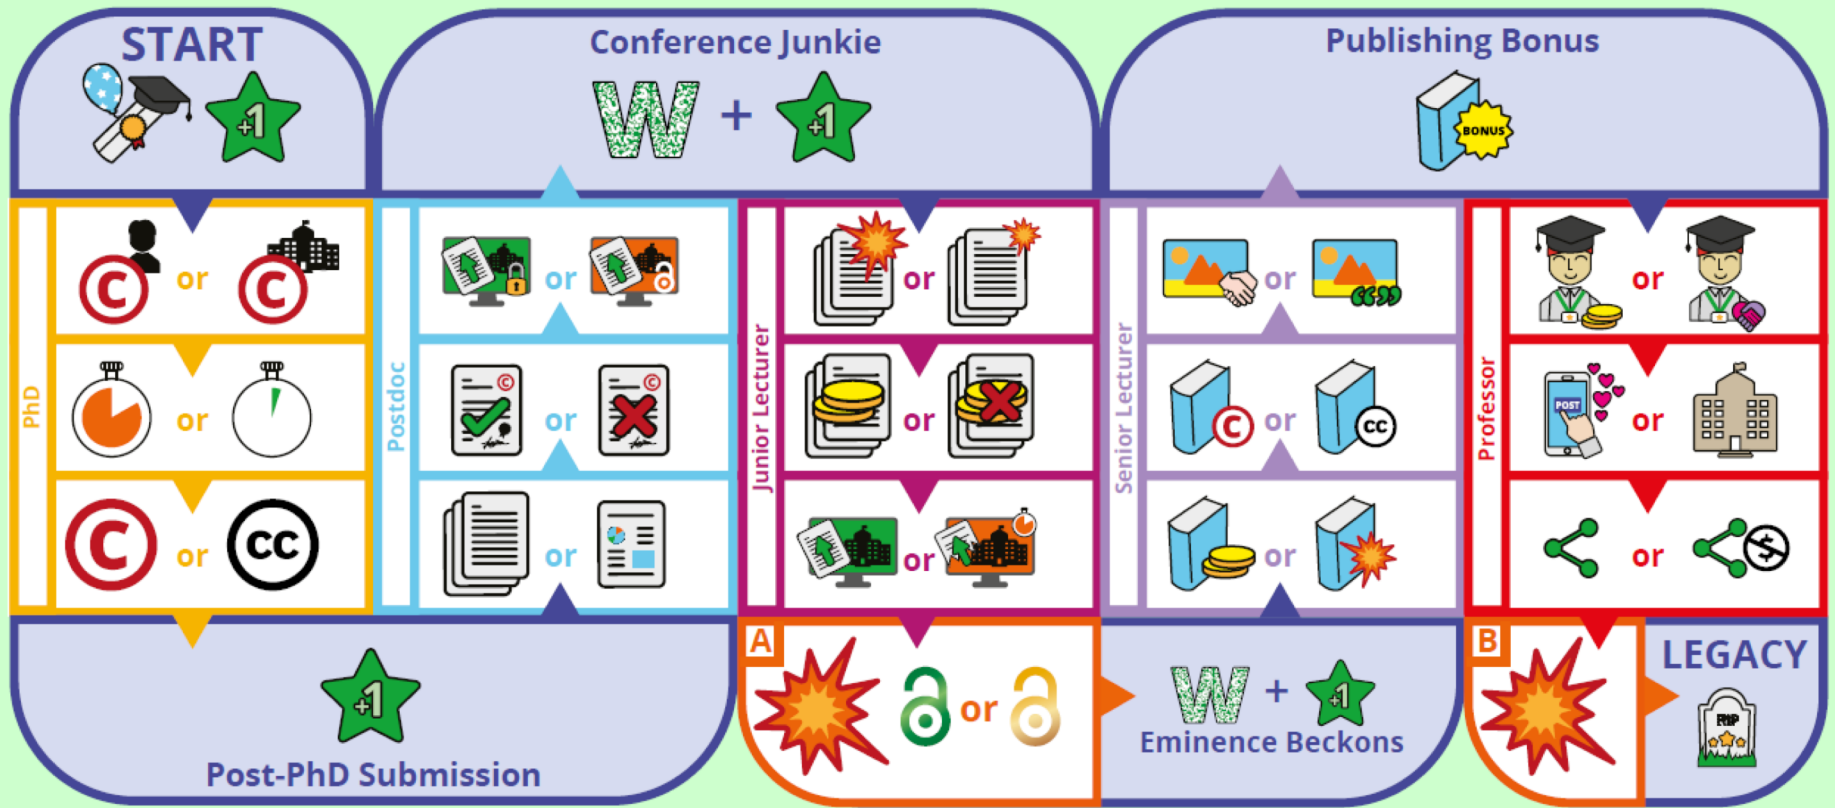 START
+1
Conference Junkie
W + +1
Publishing Bonus
BONUS
PhD
C or C
or
C or cc
Post-PhD Submission
+1
Postdoc
or
C or C
or
Junior Lecturer
or
or
or
A
or
W + +1
Eminence Beckons
Senior Lecturer
or
C or cc
or
Professor
or
POST or
or $
B
LEGACY
RIP